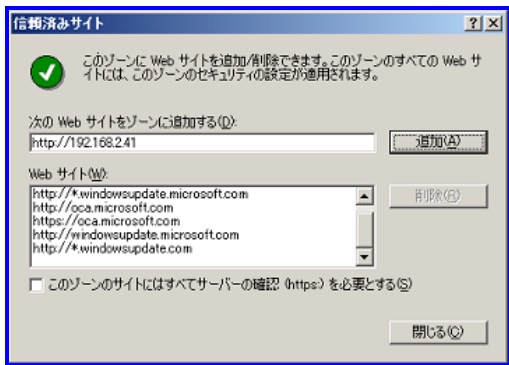 信頼済みサイト
このゾーンに Web サイトを追加/削除できます。このゾーンのすべての Web サ
イトには、このゾーンのセキュリティの設定が適用されます。
次の Web サイトをゾーンに追加する(D):
http://192.168.2.41
追加(A)
Web サイト(W):
http://*.windowsupdate.microsoft.com
http://oca.microsoft.com
https://oca.microsoft.com
http://windowsupdate.microsoft.com
http://*.windowsupdate.com
削除(R)
このゾーンのサイトにはすべてサーバーの確認 (https:) を必要とする(S)
閉じる(C)